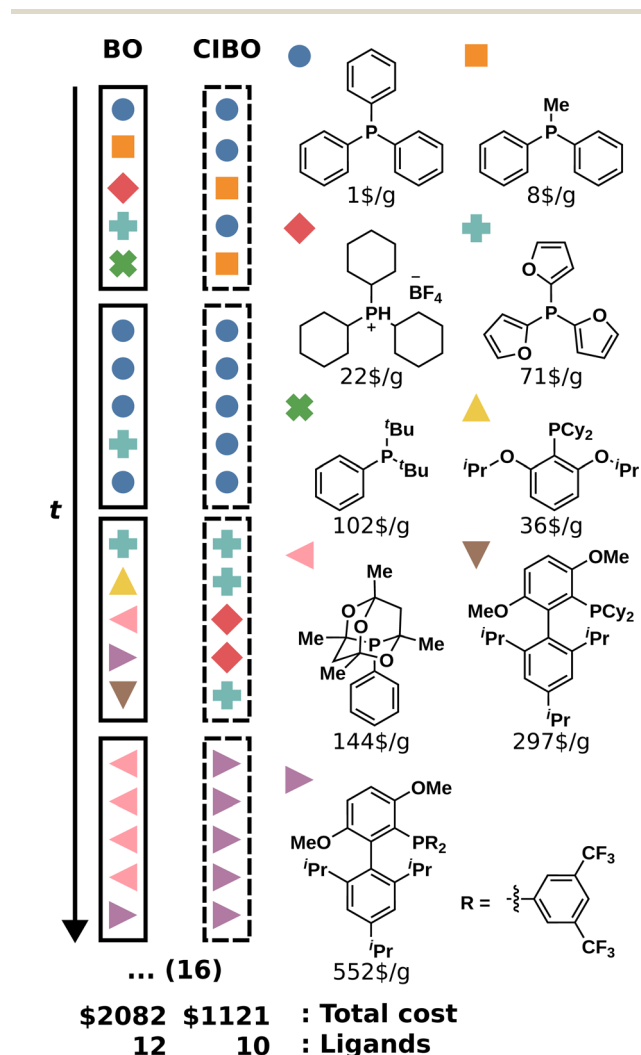 BO CIBO
t
P
1$/g
Me
P
8$/g
PH
+
−
BF4
22$/g
O
P
O
O
71$/g
tBu
P
tBu
102$/g
PCy2
iPr O O iPr
36$/g
Me
O
O
Me P Me
Me O
144$/g
OMe
MeO PCy2
iPr iPr
iPr
297$/g
OMe
MeO PR2
iPr iPr
iPr
552$/g
R =
CF3
CF3
... (16)
$2082 $1121 : Total cost
12 10 : Ligands